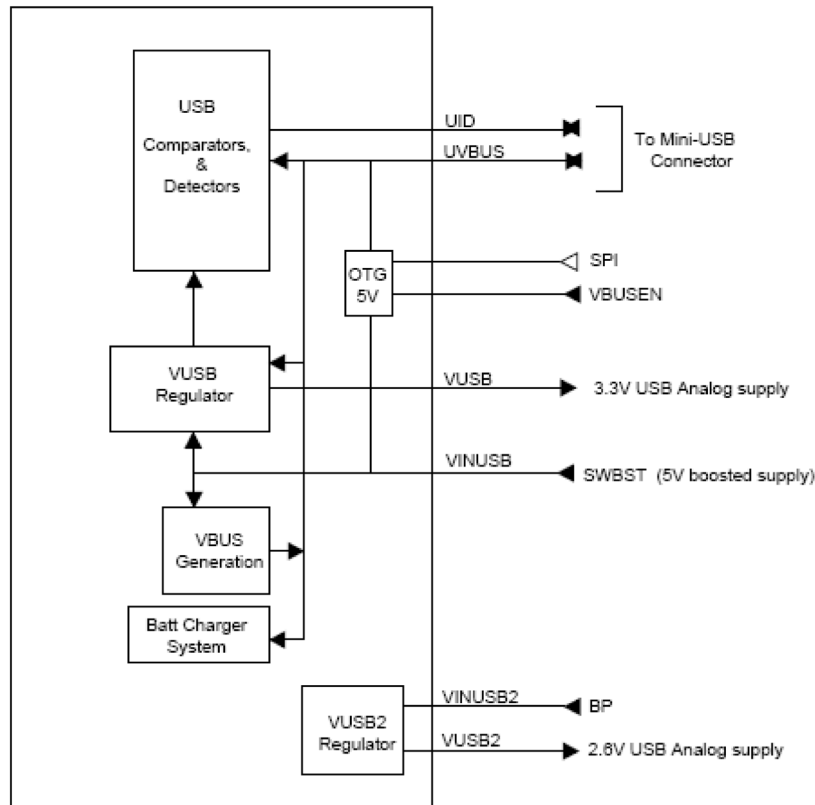 USB
Comparators,
&
Detectors
UID
UVBUS
To Mini-USB
Connector
OTG
5V
SPI
VBUSEN
VUSB
Regulator
VUSB
3.3V USB Analog supply
VINUSB
SWBST (5V boosted supply)
VBUS
Generation
Batt Charger
System
VUSB2
Regulator
VINUSB2
BP
VUSB2
2.6V USB Analog supply